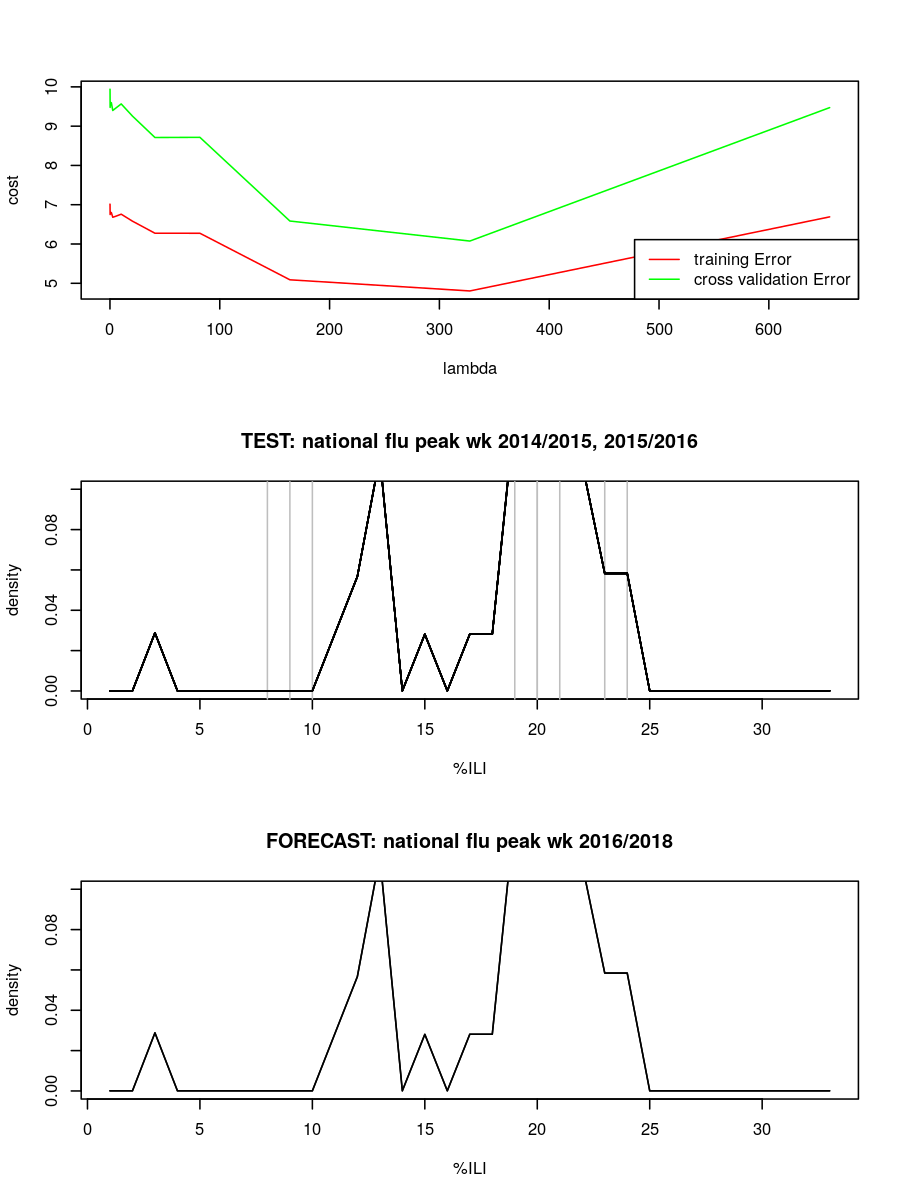 10
9
8
7
6
5
cost
training Error
cross validation Error
0 100 200 300 400 500 600
lambda
TEST: national flu peak wk 2014/2015, 2015/2016
0.08
0.04
0.00
density
0 5 10 15 20 25 30
%ILI
FORECAST: national flu peak wk 2016/2018
0.08
0.04
0.00
density
0 5 10 15 20 25 30
%ILI